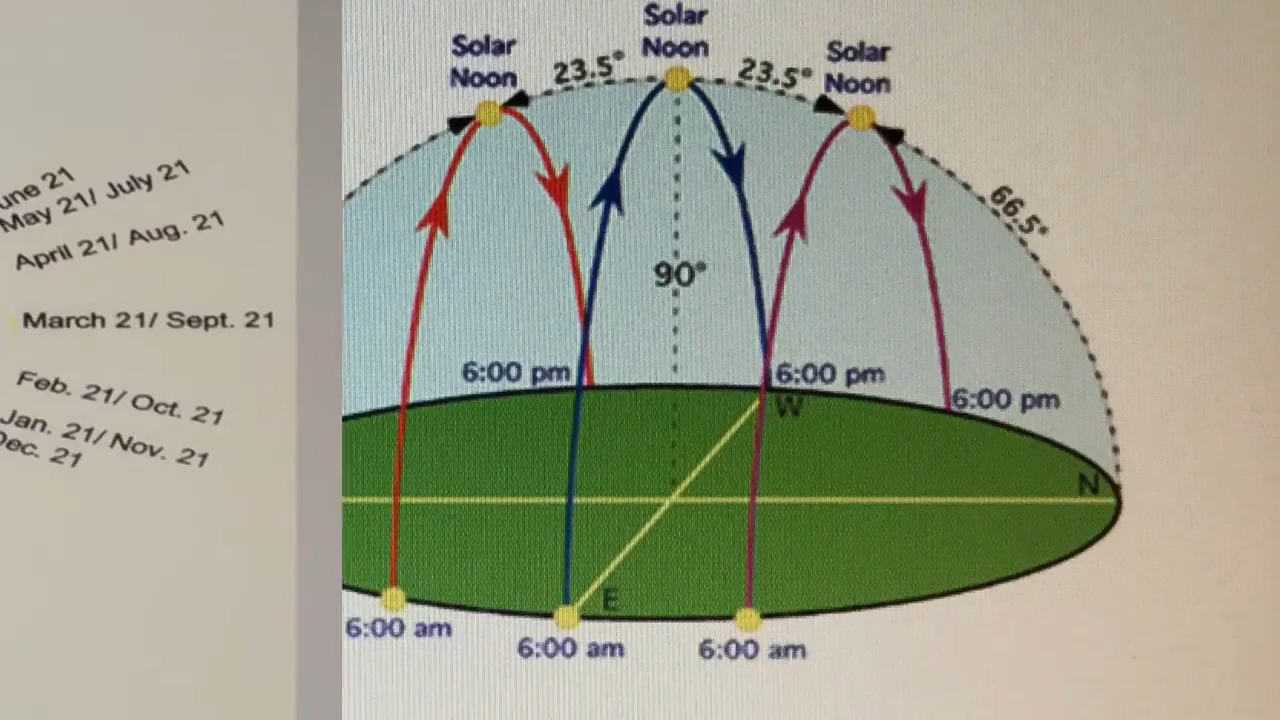 une 21
May 21/ July 21
April 21/ Aug. 21
March 21/ Sept. 21
Feb. 21/ Oct. 21
Jan. 21/ Nov. 21
Dec. 21
Solar
Noon
23.5°
Solar
Noon
23.5°
Solar
Noon
66.5°
90°
6:00 pm
6:00 pm
6:00 pm
W
N
E
6:00 am
6:00 am
6:00 am